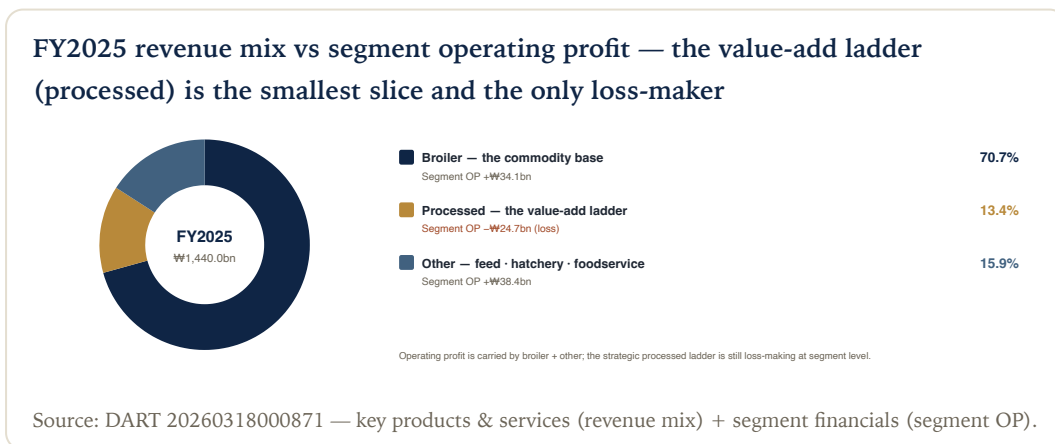 FY2025 revenue mix vs segment operating profit — the value-add ladder
(processed) is the smallest slice and the only loss-maker
FY2025
₩1,440.0bn
Broiler — the commodity base
70.7%
Segment OP +₩34.1bn
Processed — the value-add ladder
13.4%
Segment OP −₩24.7bn (loss)
Other — feed · hatchery · foodservice
15.9%
Segment OP +₩38.4bn
Operating profit is carried by broiler + other; the strategic processed ladder is still loss-making at segment level.
Source: DART 20260318000871 — key products & services (revenue mix) + segment financials (segment OP).